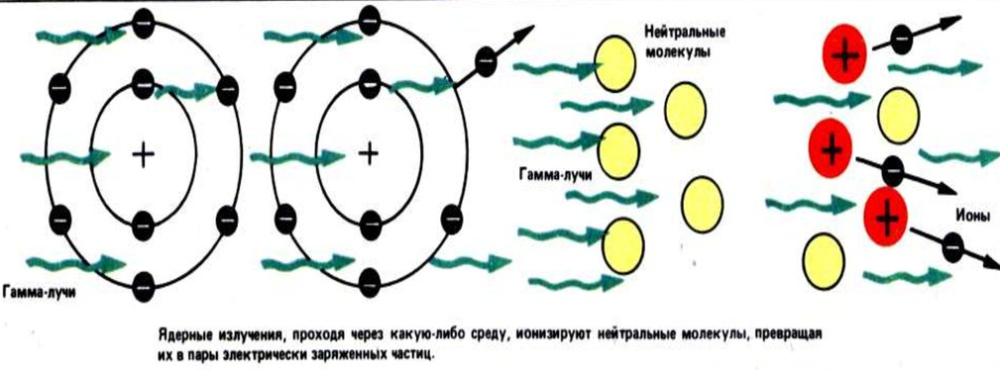 Нейтральные
молекулы
Гамма-лучи
Ионы
Гамма-лучи
Ядерные излучения, проходя через какую-либо среду, ионизируют нейтральные молекулы, превращая
их в пары электрически заряженных частиц.